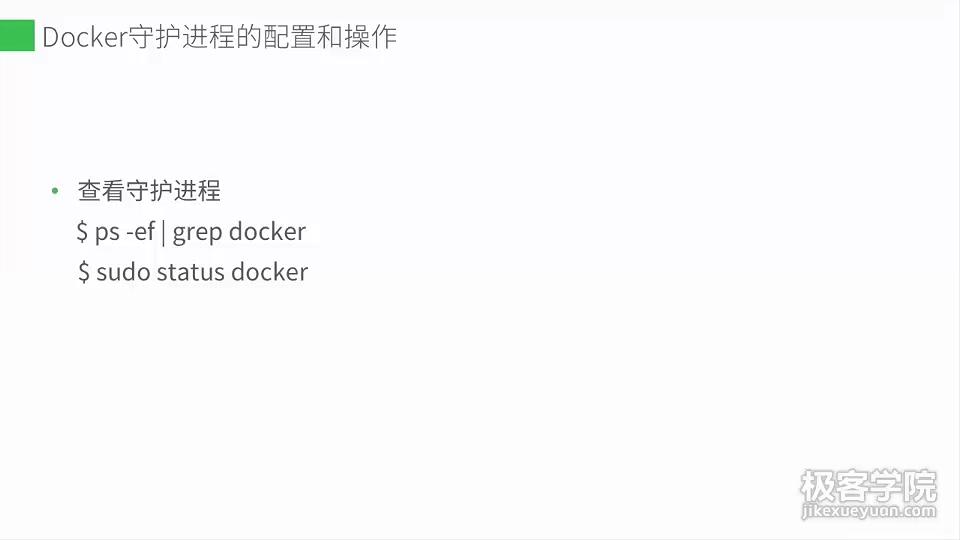 Docker守护进程的配置和操作
• 查看守护进程
$ ps -ef | grep docker
$ sudo status docker
极客学院
jikexueyuan.com